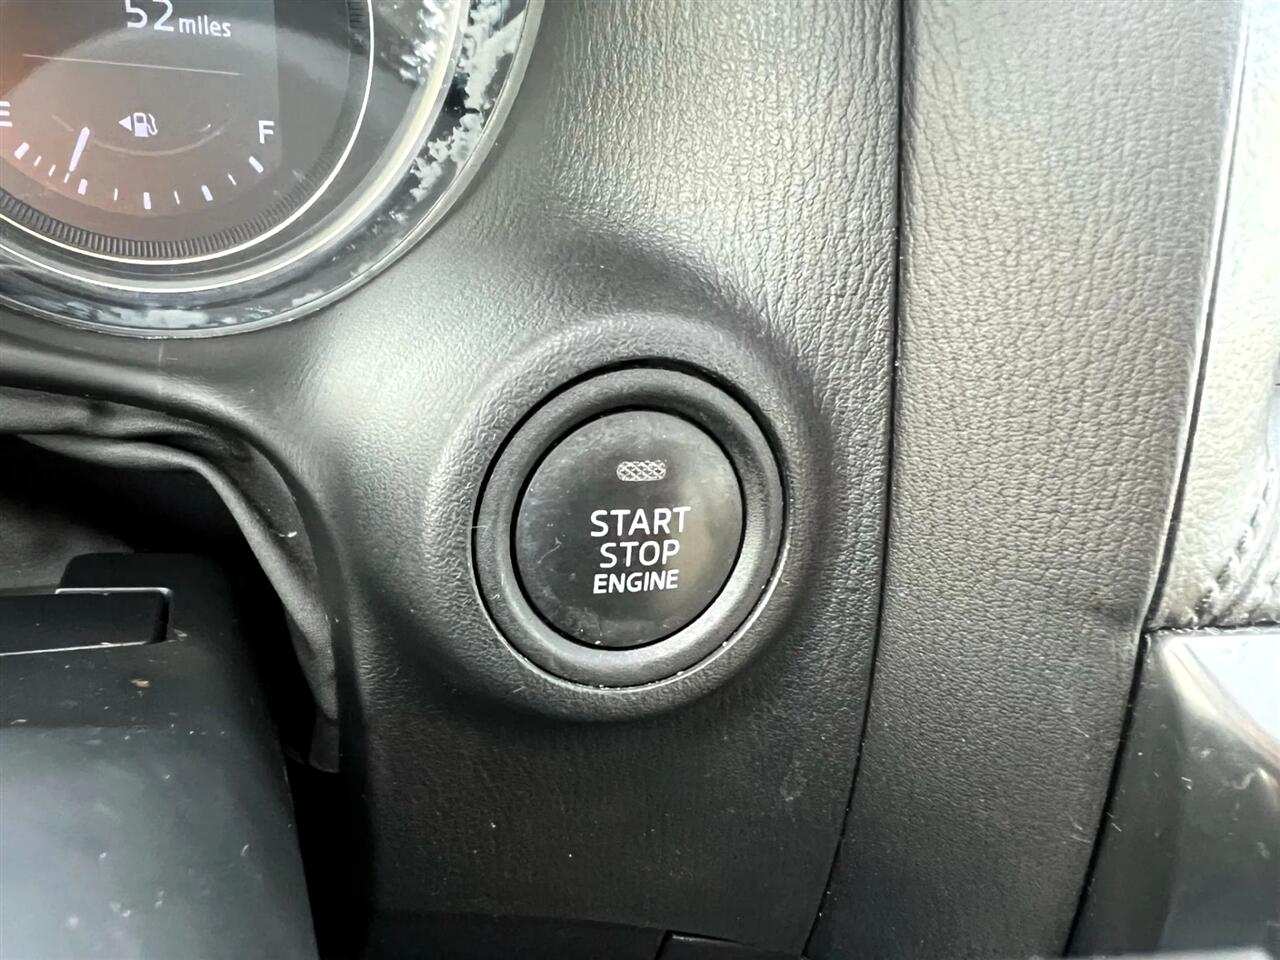 52 miles
E
F
START
STOP
ENGINE